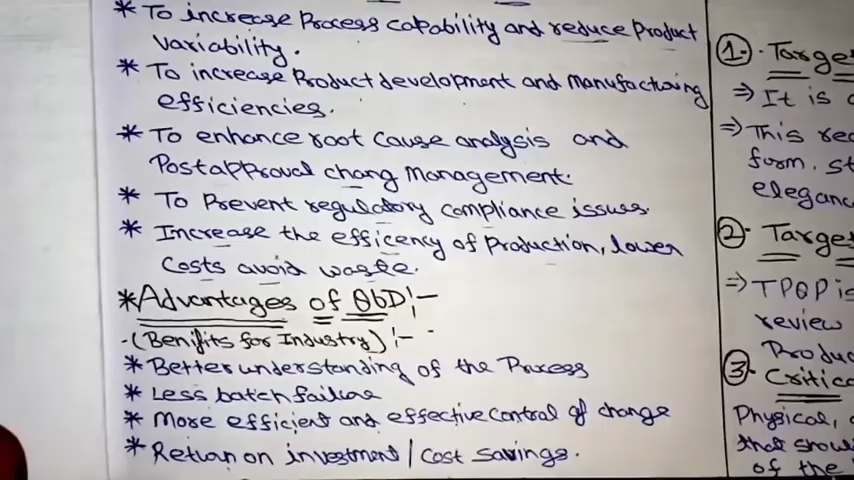 * To increase Process capability and reduce Product
variability.
* To increase Product development and Manufacturing
efficiencies.
* To enhance root cause analysis and
Postapproval chang Management.
* To Prevent regulatory compliance issues.
* Increase the efficency of Production, lower
costs avoid waste.
* Advantages of QbD:-
- (Benifits for Industry):-
* Better understanding of the Process
* Less batch failure
* More efficient and effective control of change
* Return on investment / cost savings.
1. Targe
⇒ It is
⇒ This re
form. st
eleganc
2. Targe
⇒ TPQP is
review
Produ
3. Critica
Physical,
that shou
of the